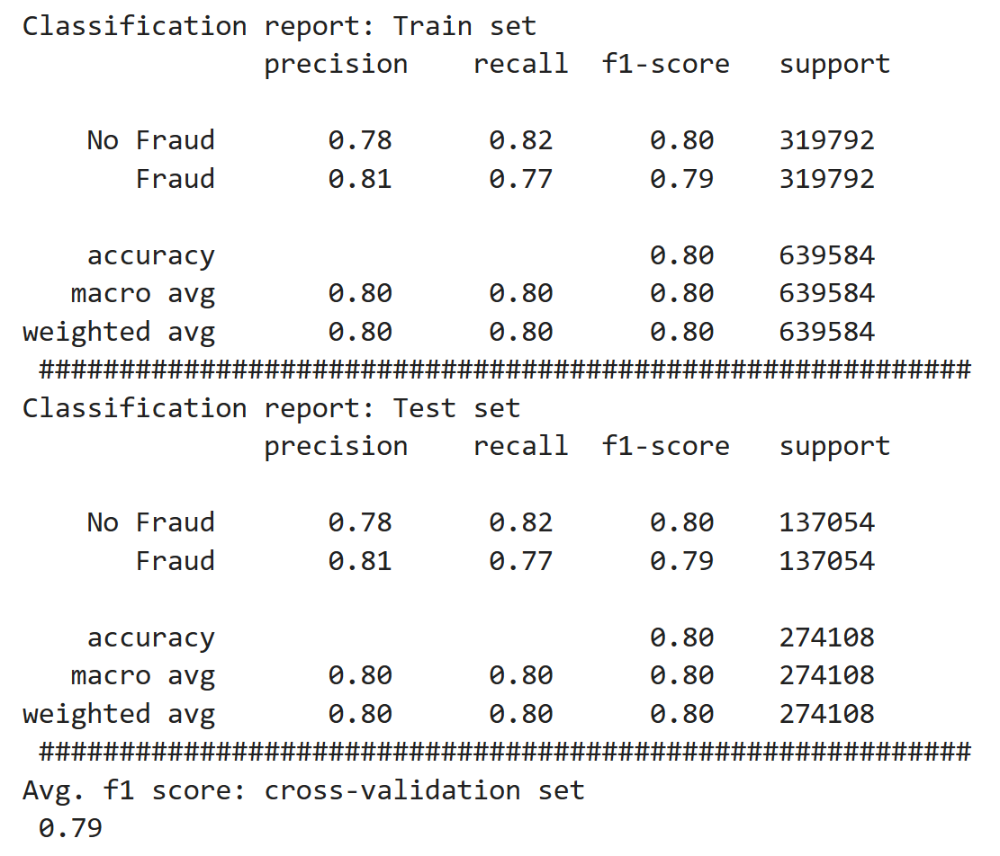 Classification report: Train set
precision recall f1-score support
No Fraud 0.78 0.82 0.80 319792
Fraud 0.81 0.77 0.79 319792
accuracy 0.80 639584
macro avg 0.80 0.80 0.80 639584
weighted avg 0.80 0.80 0.80 639584
##########################################################
Classification report: Test set
precision recall f1-score support
No Fraud 0.78 0.82 0.80 137054
Fraud 0.81 0.77 0.79 137054
accuracy 0.80 274108
macro avg 0.80 0.80 0.80 274108
weighted avg 0.80 0.80 0.80 274108
##########################################################
Avg. f1 score: cross-validation set
0.79